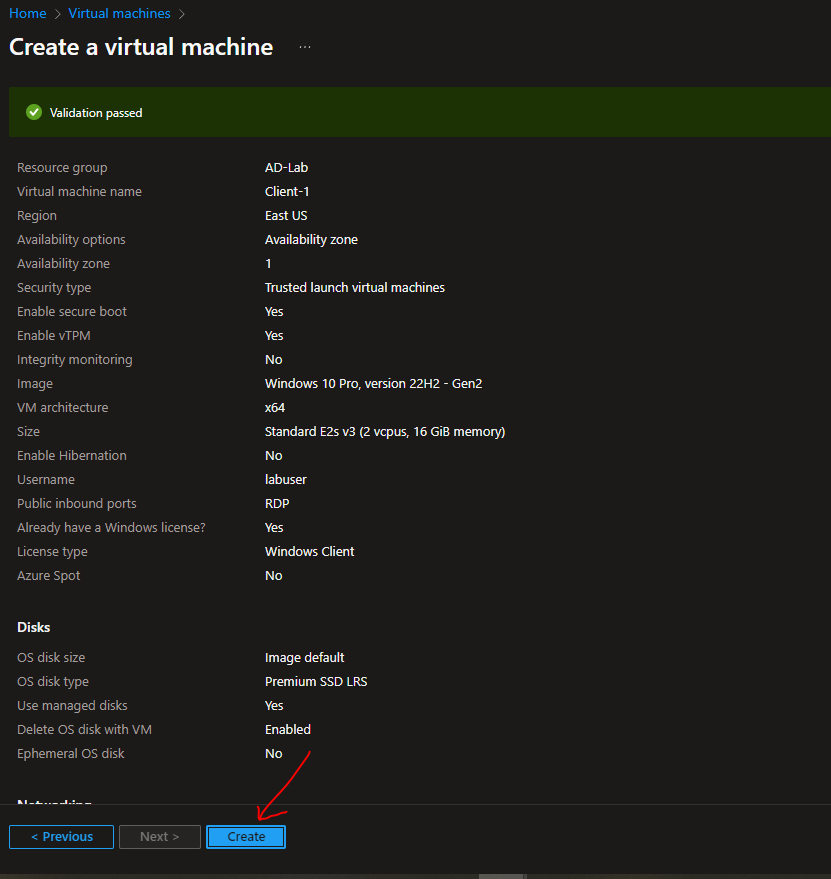 Home > Virtual machines >
Create a virtual machine ...
Validation passed
Resource group AD-Lab
Virtual machine name Client-1
Region East US
Availability options Availability zone
Availability zone 1
Security type Trusted launch virtual machines
Enable secure boot Yes
Enable vTPM Yes
Integrity monitoring No
Image Windows 10 Pro, version 22H2 - Gen2
VM architecture x64
Size Standard E2s v3 (2 vcpus, 16 GiB memory)
Enable Hibernation No
Username labuser
Public inbound ports RDP
Already have a Windows license? Yes
License type Windows Client
Azure Spot No
Disks
OS disk size Image default
OS disk type Premium SSD LRS
Use managed disks Yes
Delete OS disk with VM Enabled
Ephemeral OS disk No
Networking
< Previous Next > Create